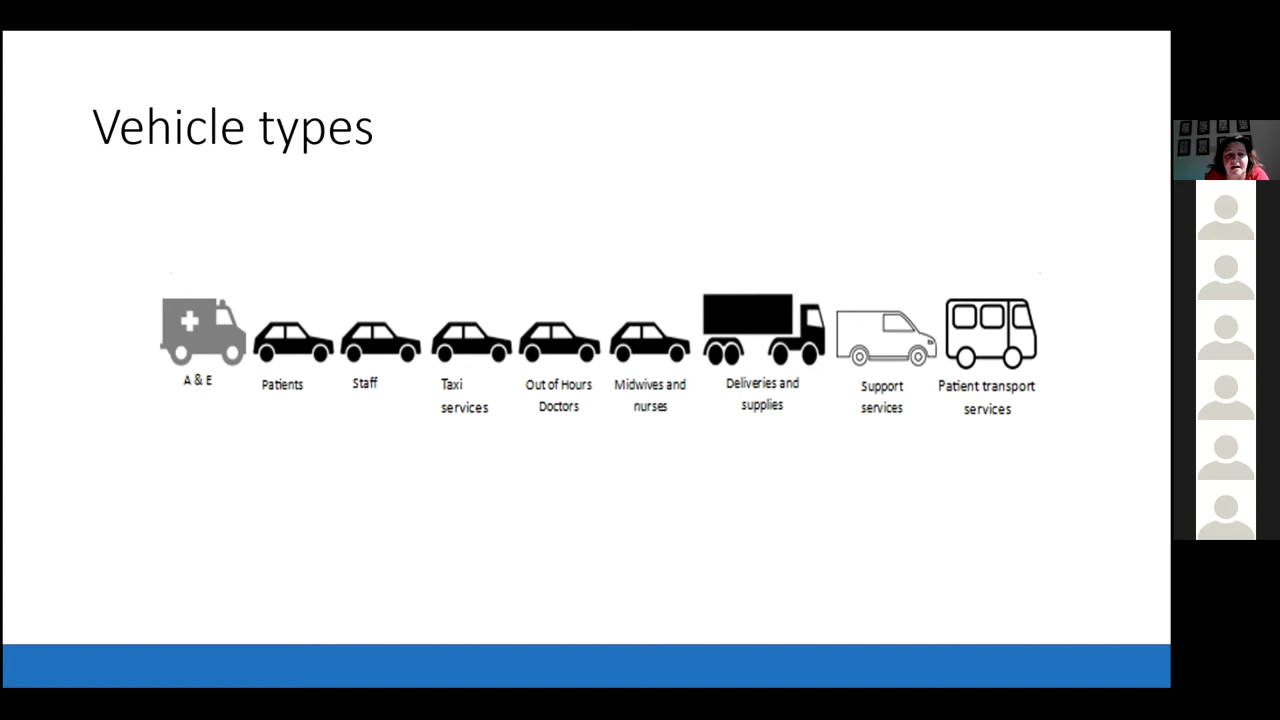 Vehicle types
A & E
Patients
Staff
Taxi
services
Out of Hours
Doctors
Midwives and
nurses
Deliveries and
supplies
Support
services
Patient transport
services